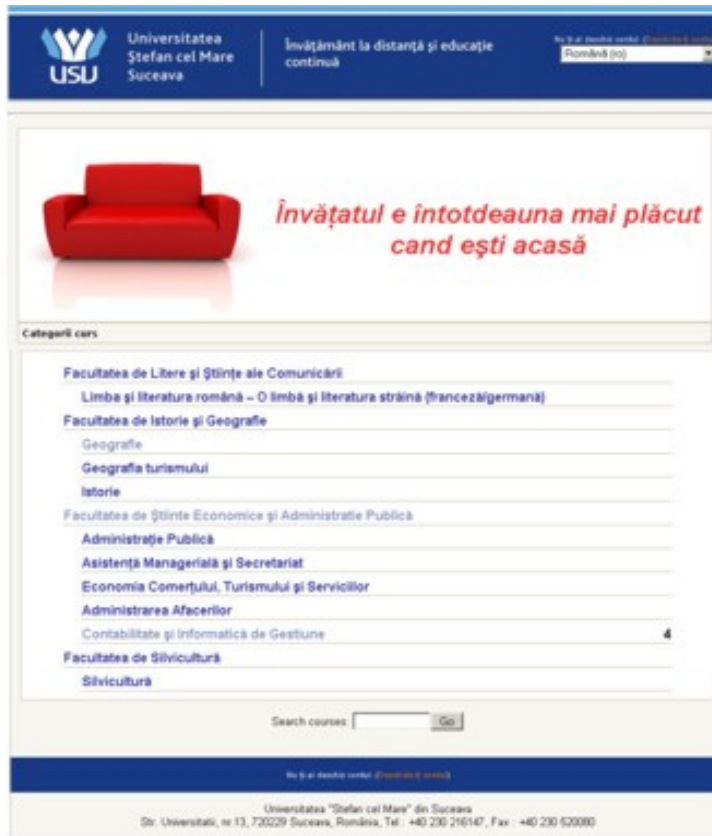 USU
Universitatea
Ștefan cel Mare
Suceava
Învăţământ la distanţă şi educaţie
continuă
Română (ro)
Învățatul e întotdeauna mai plăcut
cand eşti acasă
Categorii curs
Facultatea de Litere şi Ştiinţe ale Comunicării
Limba şi literatura română – O limbă şi literatura străină (franceză/germană)
Facultatea de Istorie şi Geografie
Geografie
Geografia turismului
Istorie
Facultatea de Ştiinte Economice şi Administratie Publică
Administraţie Publică
Asistenţă Managerială şi Secretariat
Economia Comerţului, Turismului şi Serviciilor
Administrarea Afacerilor
Contabilitate şi Informatică de Gestiune 4
Facultatea de Silvicultură
Silvicultură
Search courses: Go
Universitatea "Stefan cel Mare" din Suceava
Str. Universitatii, nr.13, 720229 Suceava, România, Tel.: +40 230 216147, Fax : +40 230 520080